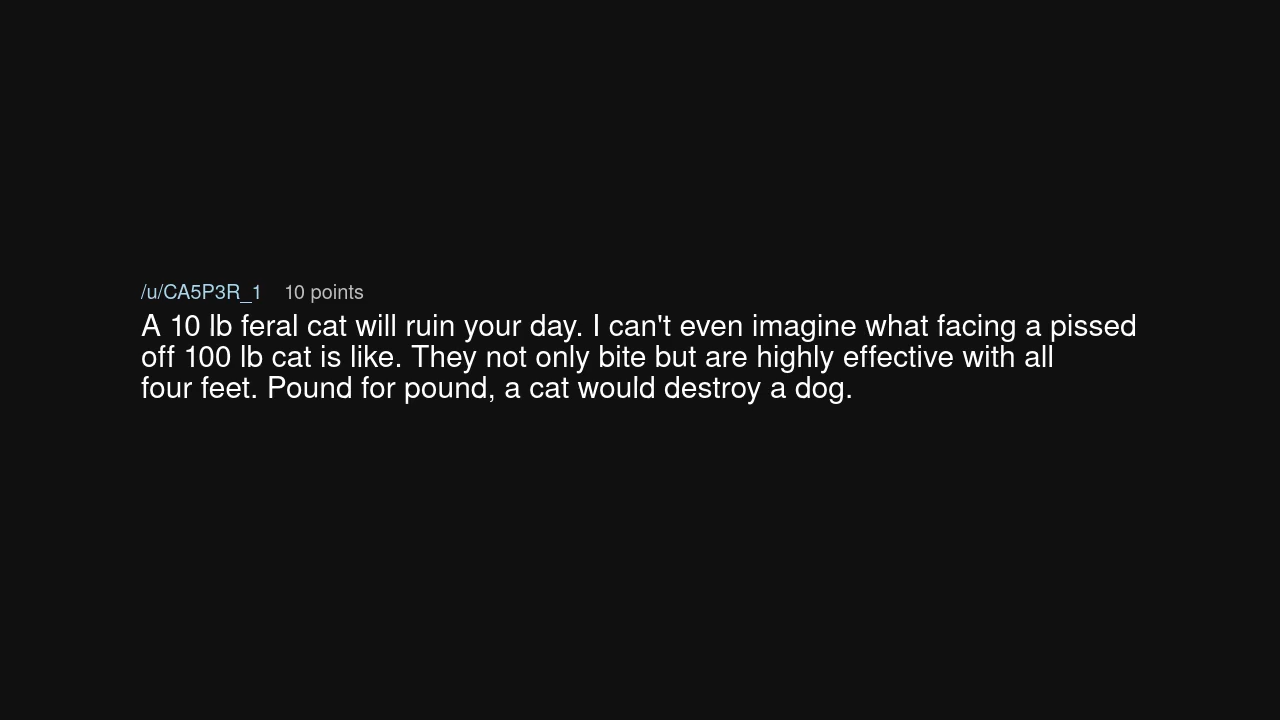 /u/CA5P3R_1 10 points
A 10 lb feral cat will ruin your day. I can't even imagine what facing a pissed
off 100 lb cat is like. They not only bite but are highly effective with all
four feet. Pound for pound, a cat would destroy a dog.